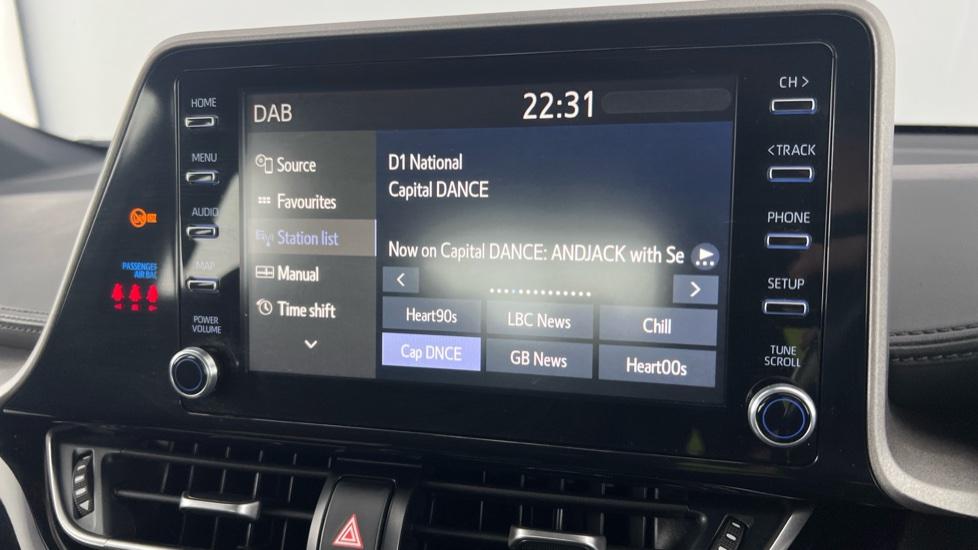 HOME
MENU
AUDIO
MAP
POWER
VOLUME
PASSENGER
AIR BAG
DAB
22:31
Source
Favourites
Station list
Manual
Time shift
D1 National
Capital DANCE
Now on Capital DANCE: ANDJACK with Se
<
>
Heart90s
LBC News
Chill
Cap DNCE
GB News
Heart00s
CH >
< TRACK
PHONE
SETUP
TUNE
SCROLL